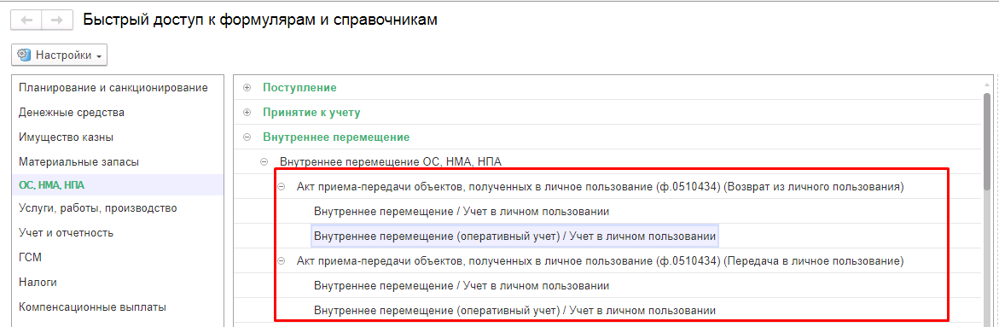 Быстрый доступ к формулярам и справочникам
Настройки
Планирование и санкционирование
Денежные средства
Имущество казны
Материальные запасы
ОС, НМА, НПА
Услуги, работы, производство
Учет и отчетность
ГСМ
Налоги
Компенсационные выплаты
Поступление
Принятие к учету
Внутреннее перемещение
Внутреннее перемещение ОС, НМА, НПА
Акт приема-передачи объектов, полученных в личное пользование (ф.0510434) (Возврат из личного пользования)
Внутреннее перемещение / Учет в личном пользовании
Внутреннее перемещение (оперативный учет) / Учет в личном пользовании
Акт приема-передачи объектов, полученных в личное пользование (ф.0510434) (Передача в личное пользование)
Внутреннее перемещение / Учет в личном пользовании
Внутреннее перемещение (оперативный учет) / Учет в личном пользовании